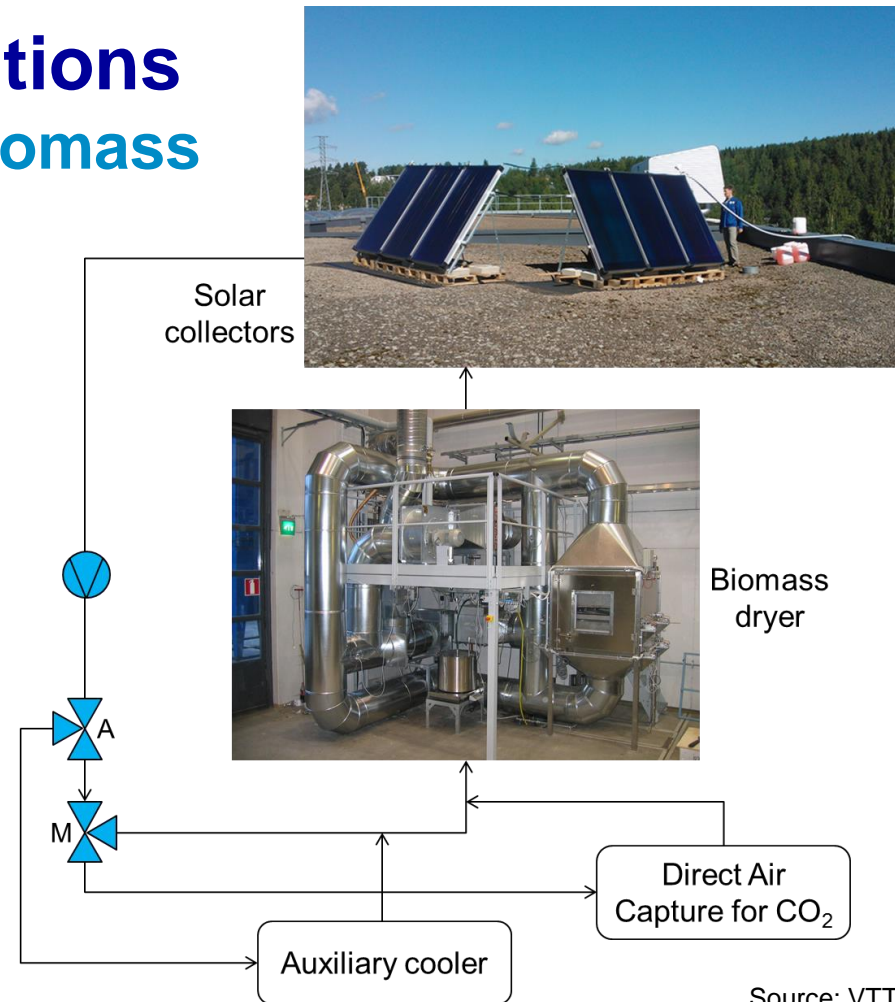 tions
omass
Solar
collectors
Biomass
dryer
A
M
Direct Air
Capture for CO₂
Auxiliary cooler
Source: VTT